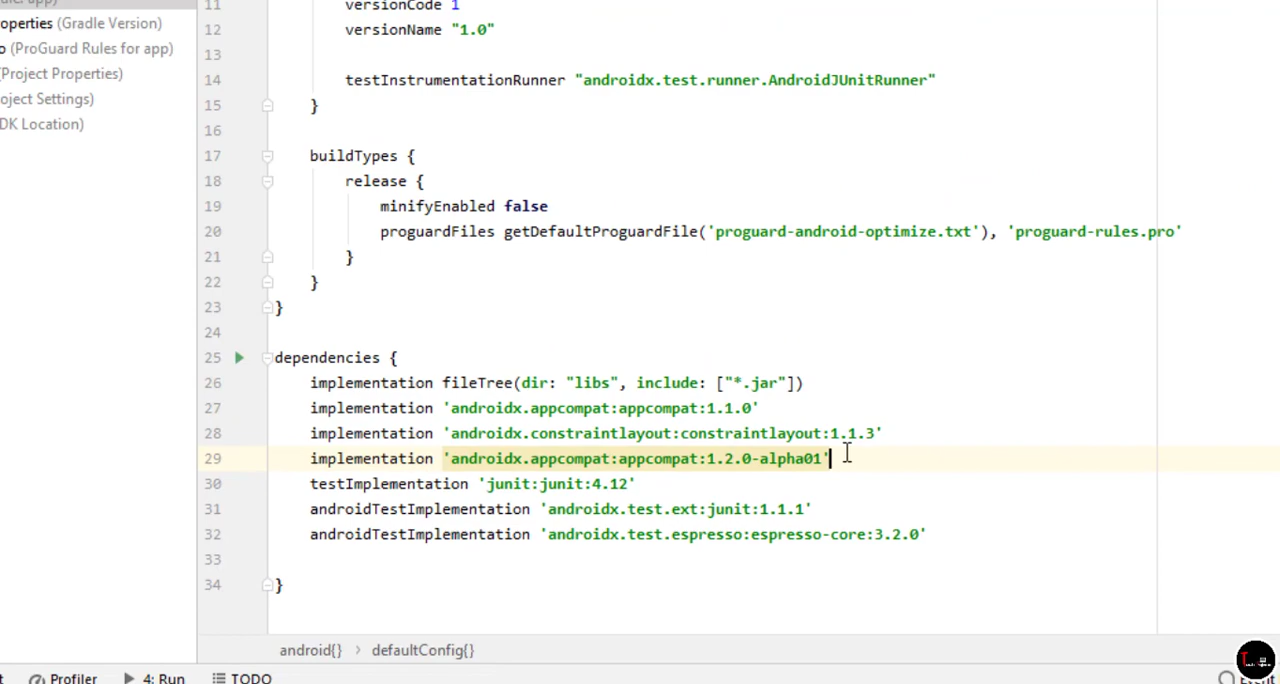 11 versionCode 1
operties (Gradle Version)
12 versionName "1.0"
o (ProGuard Rules for app)
13
(Project Properties)
14 testInstrumentationRunner "androidx.test.runner.AndroidJUnitRunner"
oject Settings)
15 }
DK Location)
16
17 buildTypes {
18 release {
19 minifyEnabled false
20 proguardFiles getDefaultProguardFile('proguard-android-optimize.txt'), 'proguard-rules.pro'
21 }
22 }
23 }
24
25 dependencies {
26 implementation fileTree(dir: "libs", include: ["*.jar"])
27 implementation 'androidx.appcompat:appcompat:1.1.0'
28 implementation 'androidx.constraintlayout:constraintlayout:1.1.3'
29 implementation 'androidx.appcompat:appcompat:1.2.0-alpha01'
30 testImplementation 'junit:junit:4.12'
31 androidTestImplementation 'androidx.test.ext:junit:1.1.1'
32 androidTestImplementation 'androidx.test.espresso:espresso-core:3.2.0'
33
34 }
android{} › defaultConfig{}
t Profiler 4: Run TODO